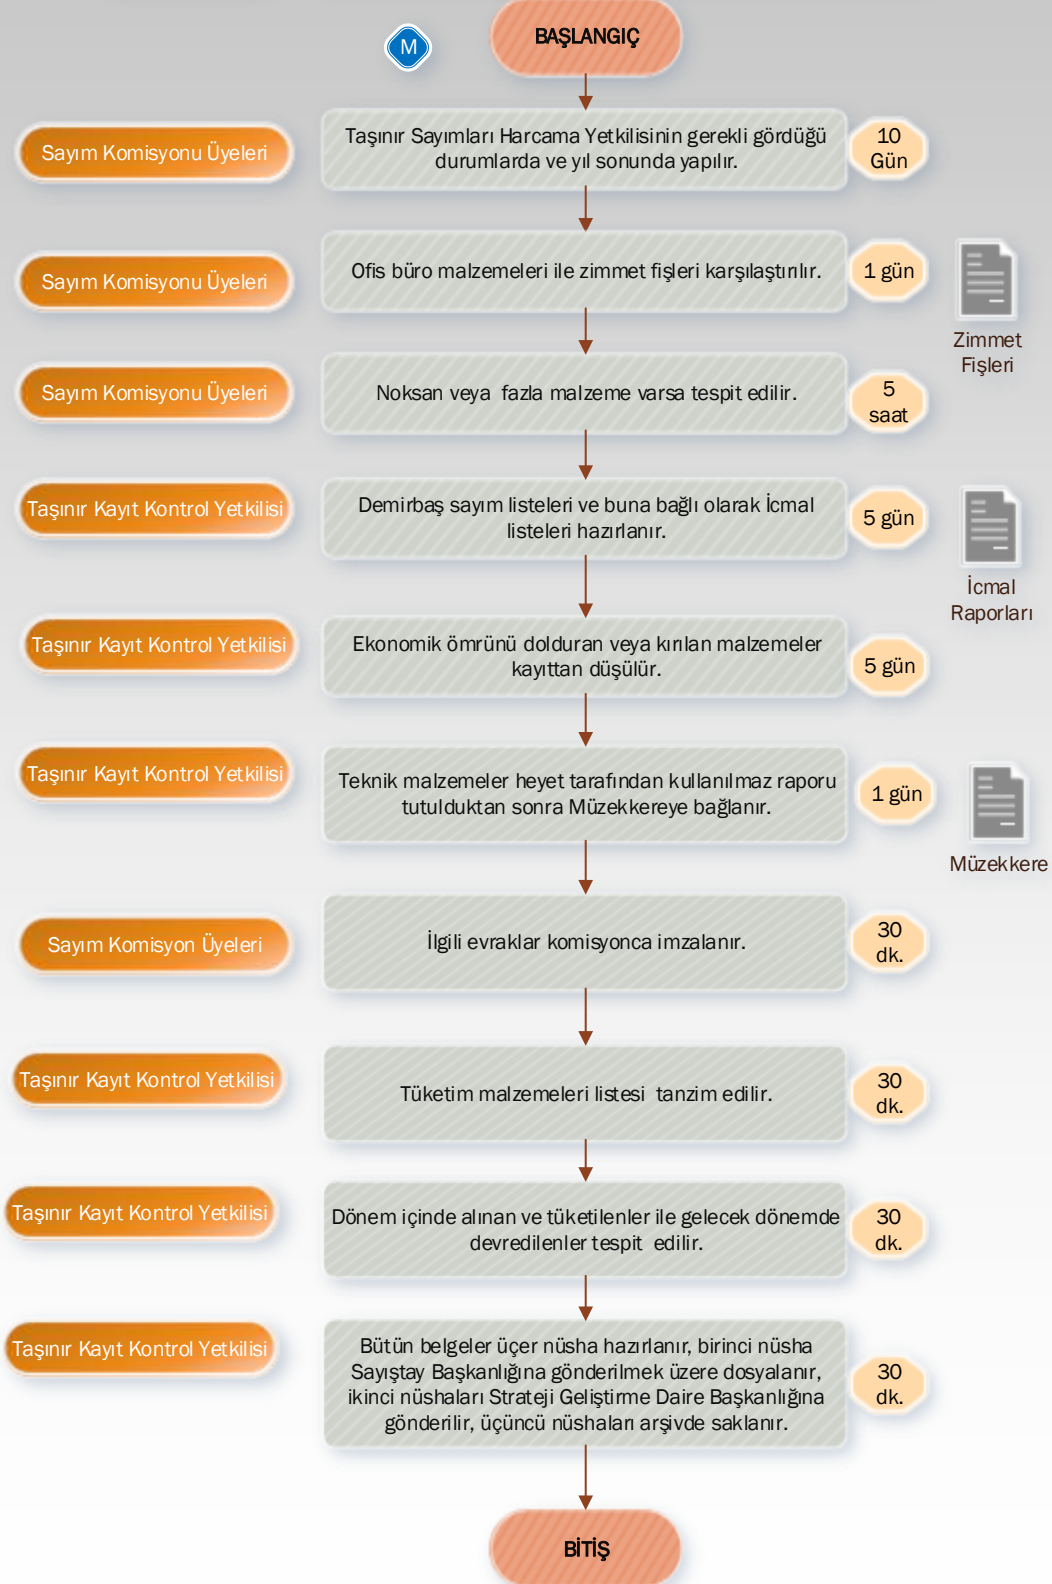 M
BAŞLANGIÇ
Sayım Komisyonu Üyeleri
Taşınır Sayımları Harcama Yetkilisinin gerekli gördüğü
durumlarda ve yıl sonunda yapılır.
10
Gün
Sayım Komisyonu Üyeleri
Ofis büro malzemeleri ile zimmet fişleri karşılaştırılır.
1 gün
Zimmet
Fişleri
Sayım Komisyonu Üyeleri
Noksan veya fazla malzeme varsa tespit edilir.
5
saat
Taşınır Kayıt Kontrol Yetkilisi
Demirbaş sayım listeleri ve buna bağlı olarak İcmal
listeleri hazırlanır.
5 gün
İcmal
Raporları
Taşınır Kayıt Kontrol Yetkilisi
Ekonomik ömrünü dolduran veya kırılan malzemeler
kayıttan düşülür.
5 gün
Taşınır Kayıt Kontrol Yetkilisi
Teknik malzemeler heyet tarafından kullanılmaz raporu
tutulduktan sonra Müzekkereye bağlanır.
1 gün
Müzekkere
Sayım Komisyon Üyeleri
İlgili evraklar komisyonca imzalanır.
30
dk.
Taşınır Kayıt Kontrol Yetkilisi
Tüketim malzemeleri listesi tanzim edilir.
30
dk.
Taşınır Kayıt Kontrol Yetkilisi
Dönem içinde alınan ve tüketilenler ile gelecek dönemde
devredilenler tespit edilir.
30
dk.
Taşınır Kayıt Kontrol Yetkilisi
Bütün belgeler üçer nüsha hazırlanır, birinci nüsha
Sayıştay Başkanlığına gönderilmek üzere dosyalanır,
ikinci nüshaları Strateji Geliştirme Daire Başkanlığına
gönderilir, üçüncü nüshaları arşivde saklanır.
30
dk.
BİTİŞ